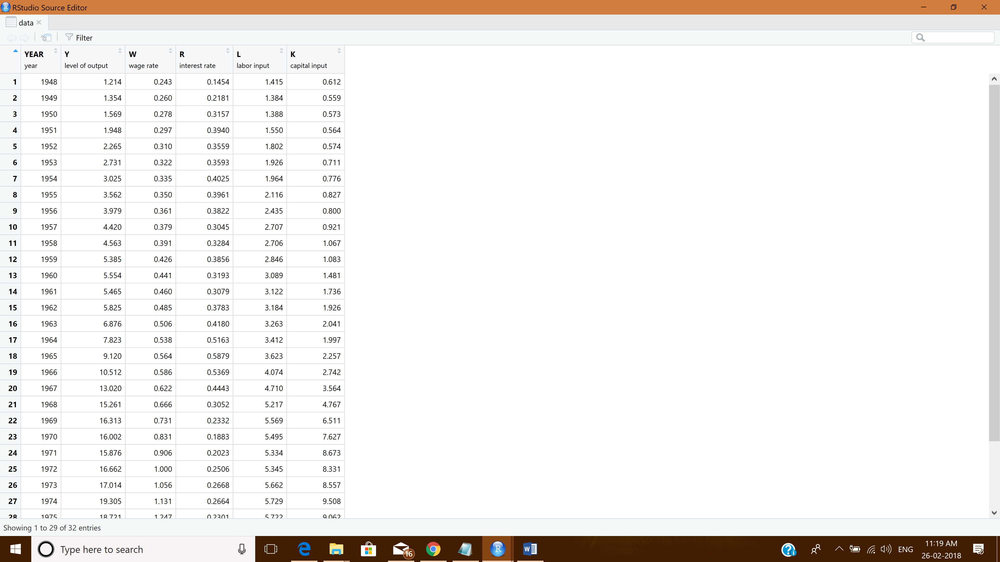 RStudio Source Editor
data
Filter
YEAR Y W R L K
year level of output wage rate interest rate labor input capital input
1 1948 1.214 0.243 0.1454 1.415 0.612
2 1949 1.354 0.260 0.2181 1.384 0.559
3 1950 1.569 0.278 0.3157 1.388 0.573
4 1951 1.948 0.297 0.3940 1.550 0.564
5 1952 2.265 0.310 0.3559 1.802 0.574
6 1953 2.731 0.322 0.3593 1.926 0.711
7 1954 3.025 0.335 0.4025 1.964 0.776
8 1955 3.562 0.350 0.3961 2.116 0.827
9 1956 3.979 0.361 0.3822 2.435 0.800
10 1957 4.420 0.379 0.3045 2.707 0.921
11 1958 4.563 0.391 0.3284 2.706 1.067
12 1959 5.385 0.426 0.3856 2.846 1.083
13 1960 5.554 0.441 0.3193 3.089 1.481
14 1961 5.465 0.460 0.3079 3.122 1.736
15 1962 5.825 0.485 0.3783 3.184 1.926
16 1963 6.876 0.506 0.4180 3.263 2.041
17 1964 7.823 0.538 0.5163 3.412 1.997
18 1965 9.120 0.564 0.5879 3.623 2.257
19 1966 10.512 0.586 0.5369 4.074 2.742
20 1967 13.020 0.622 0.4443 4.710 3.564
21 1968 15.261 0.666 0.3052 5.217 4.767
22 1969 16.313 0.731 0.2332 5.569 6.511
23 1970 16.002 0.831 0.1883 5.495 7.627
24 1971 15.876 0.906 0.2023 5.334 8.673
25 1972 16.662 1.000 0.2506 5.345 8.331
26 1973 17.014 1.056 0.2668 5.662 8.557
27 1974 19.305 1.131 0.2664 5.729 9.508
28 1975 18.721 1.247 0.2301 5.722 9.062
Showing 1 to 29 of 32 entries
Type here to search
16
ENG
11:19 AM
26-02-2018